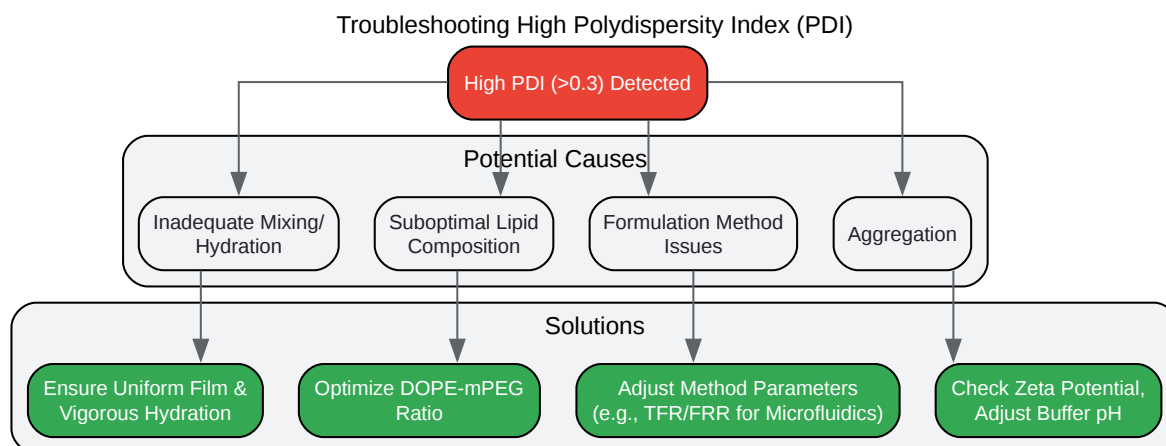 Troubleshooting High Polydispersity Index (PDI)
High PDI (>0.3) Detected
Potential Causes
Inadequate Mixing/
Hydration
Suboptimal Lipid
Composition
Formulation Method
Issues
Aggregation
Solutions
Ensure Uniform Film &
Vigorous Hydration
Optimize DOPE-mPEG
Ratio
Adjust Method Parameters
(e.g., TFR/FRR for Microfluidics)
Check Zeta Potential,
Adjust Buffer pH